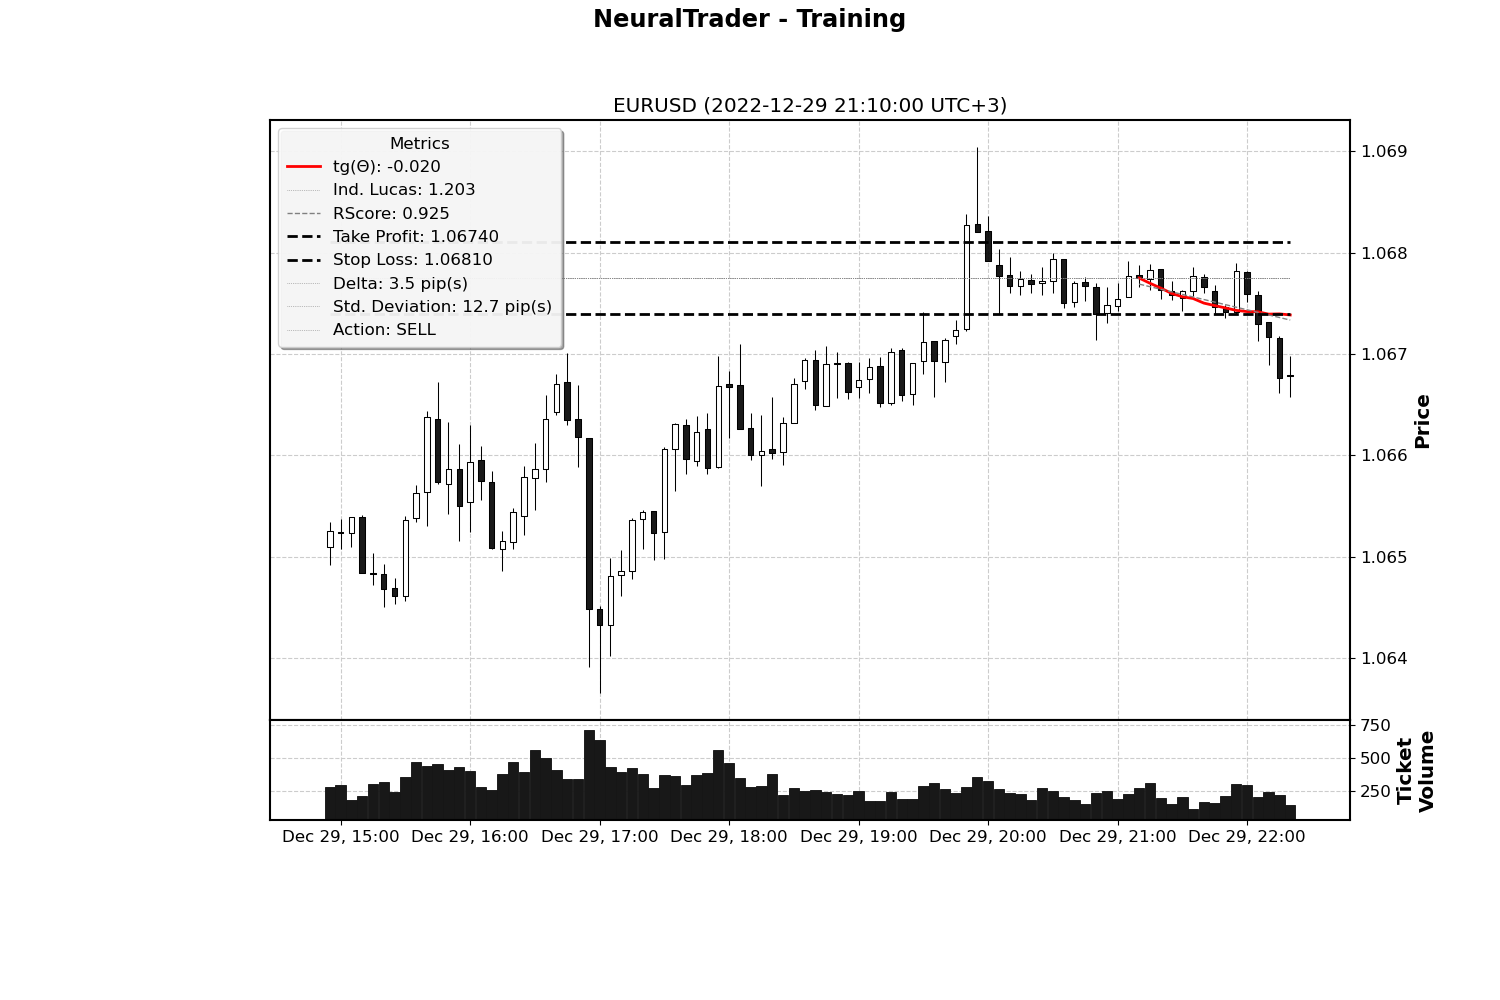 NeuralTrader - Training
EURUSD (2022-12-29 21:10:00 UTC+3)
Metrics
tg(Θ): -0.020
Ind. Lucas: 1.203
RScore: 0.925
Take Profit: 1.06740
Stop Loss: 1.06810
Delta: 3.5 pip(s)
Std. Deviation: 12.7 pip(s)
Action: SELL
1.069
1.068
1.067
1.066
1.065
1.064
Price
750
500
250
Ticket
Volume
Dec 29, 15:00
Dec 29, 16:00
Dec 29, 17:00
Dec 29, 18:00
Dec 29, 19:00
Dec 29, 20:00
Dec 29, 21:00
Dec 29, 22:00